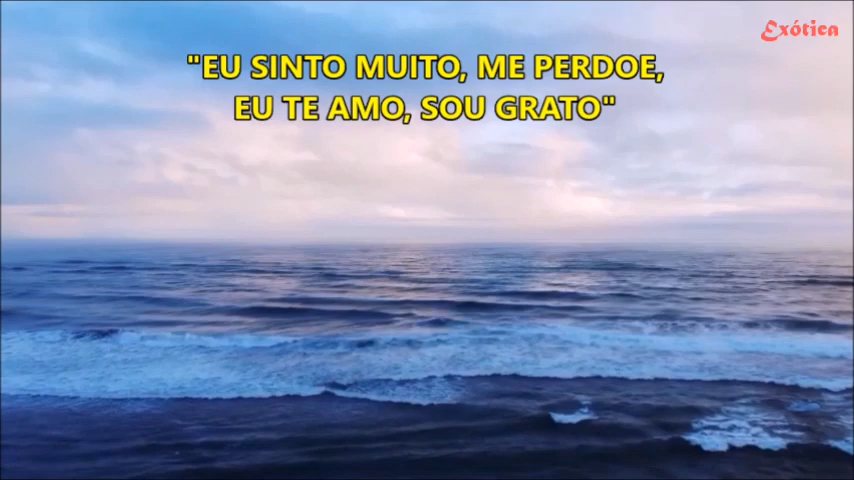 Exótica
"EU SINTO MUITO, ME PERDOE,
EU TE AMO, SOU GRATO"